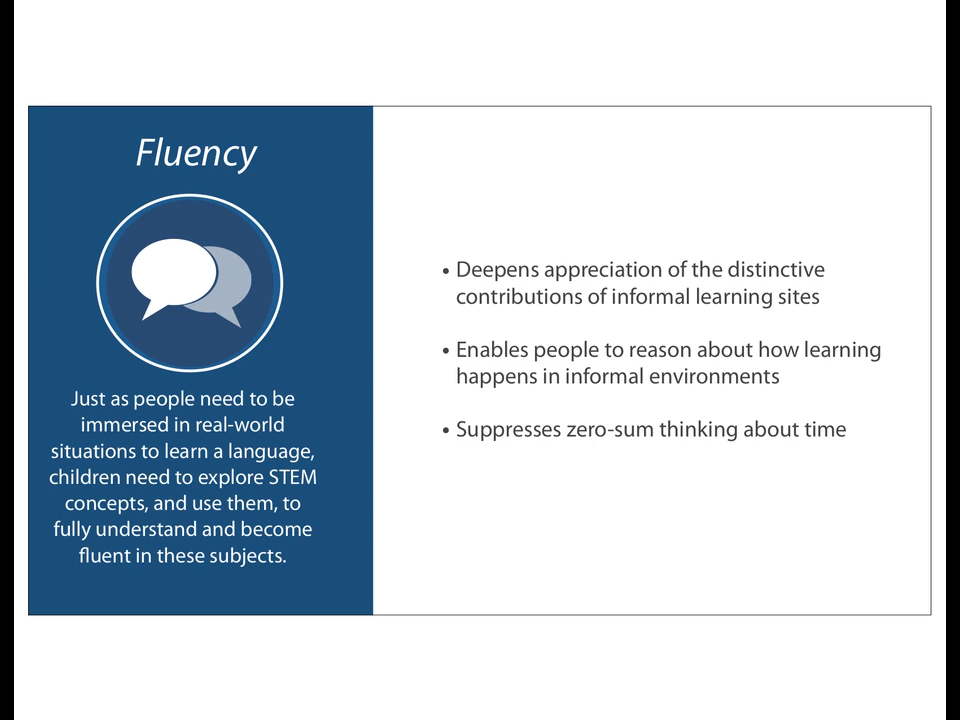 Fluency
Just as people need to be
immersed in real-world
situations to learn a language,
children need to explore STEM
concepts, and use them, to
fully understand and become
fluent in these subjects.
• Deepens appreciation of the distinctive
contributions of informal learning sites
• Enables people to reason about how learning
happens in informal environments
• Suppresses zero-sum thinking about time